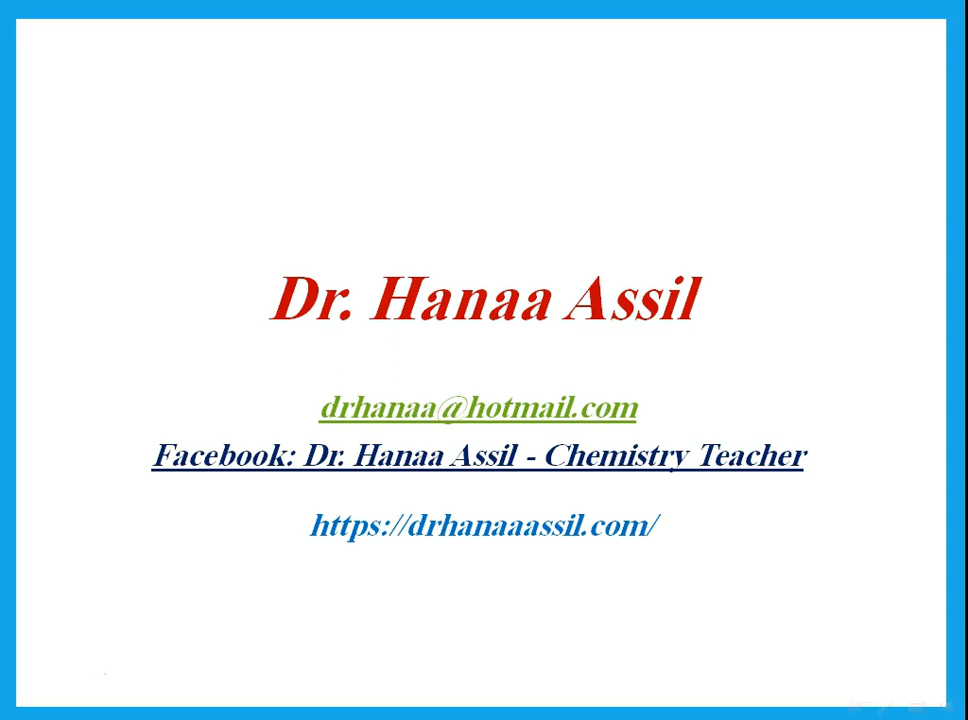 Dr. Hanaa Assil
drhanaa@hotmail.com
Facebook: Dr. Hanaa Assil - Chemistry Teacher
https://drhanaaassil.com/